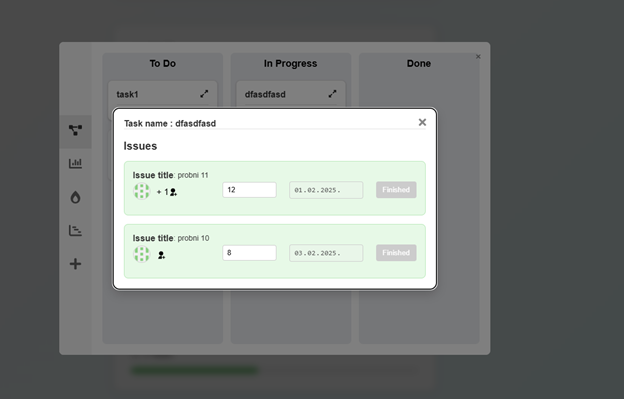 To Do
In Progress
Done
×
task1
dfasdfasd
Task name : dfasdfasd
Issues
Issue title: probni 11
+ 1
12
01.02.2025.
Finished
Issue title: probni 10
8
03.02.2025.
Finished